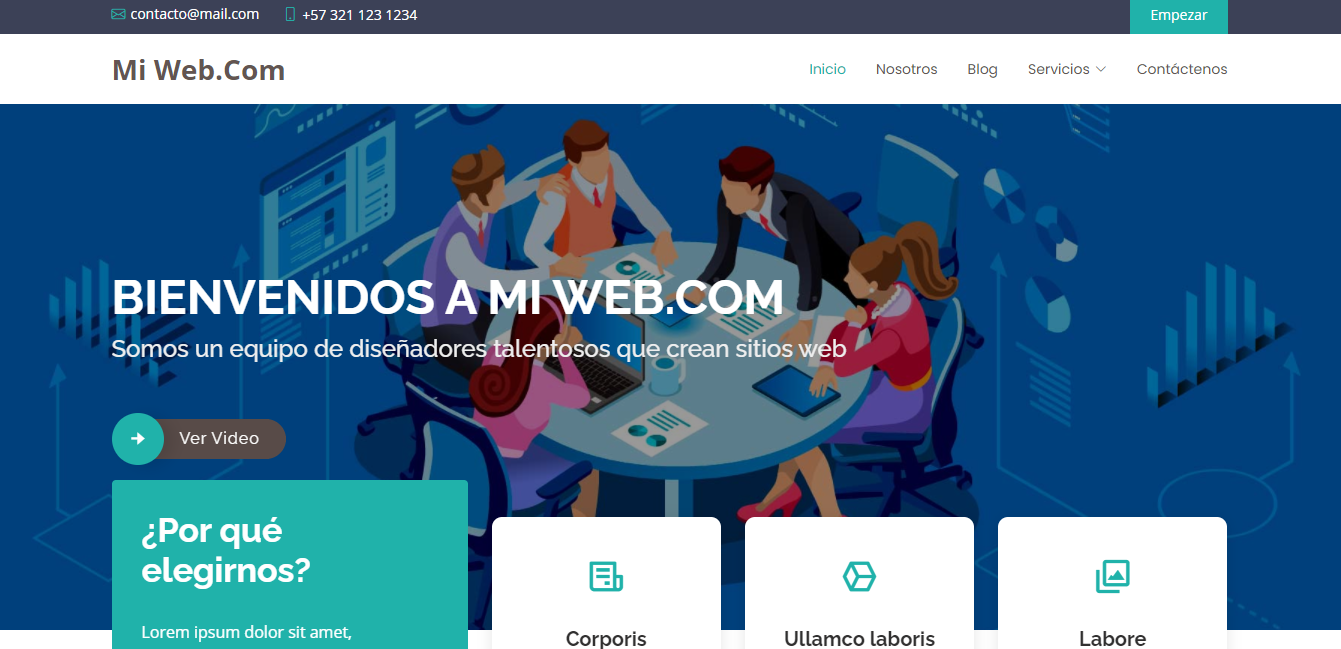 contacto@mail.com +57 321 123 1234 Empezar
Mi Web.Com Inicio Nosotros Blog Servicios Contáctenos
BIENVENIDOS A MI WEB.COM
Somos un equipo de diseñadores talentosos que crean sitios web
Ver Video
¿Por qué
elegirnos?
Lorem ipsum dolor sit amet,
Corporis Ullamco laboris Labore